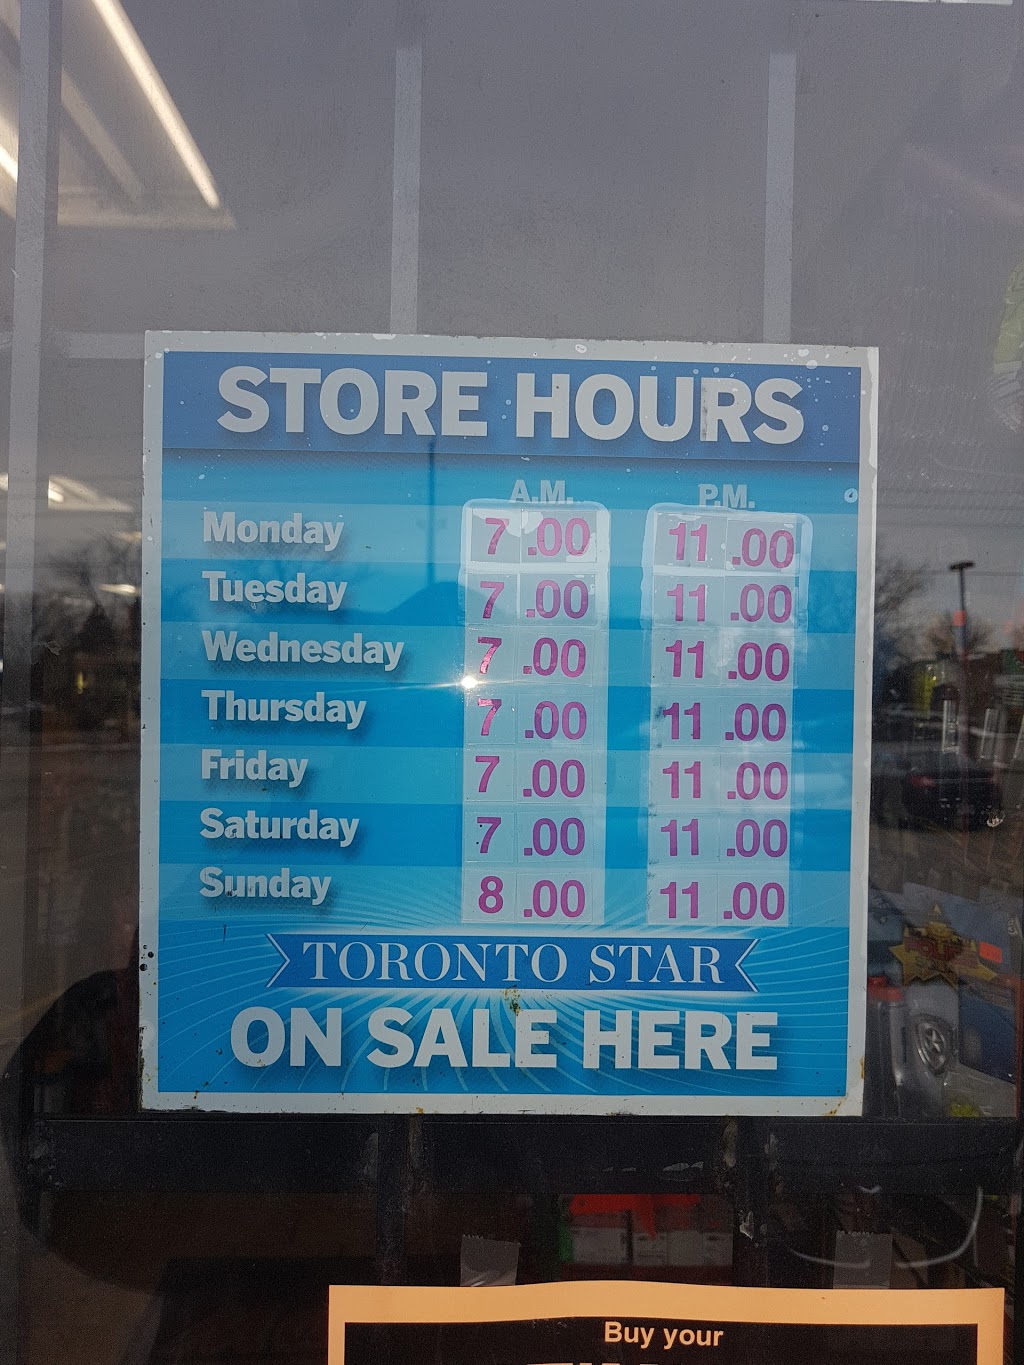 STORE HOURS
A.M. P.M.
Monday 7 .00 11 .00
Tuesday 7 .00 11 .00
Wednesday 7 .00 11 .00
Thursday 7 .00 11 .00
Friday 7 .00 11 .00
Saturday 7 .00 11 .00
Sunday 8 .00 11 .00
TORONTO STAR
ON SALE HERE
Buy your